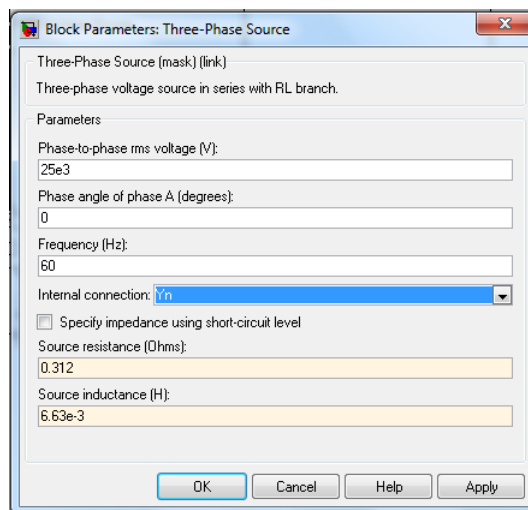 Block Parameters: Three-Phase Source
Three-Phase Source (mask) (link)
Three-phase voltage source in series with RL branch.
Parameters
Phase-to-phase rms voltage (V):
25e3
Phase angle of phase A (degrees):
0
Frequency (Hz):
60
Internal connection: Yn
Specify impedance using short-circuit level
Source resistance (Ohms):
0.312
Source inductance (H):
6.63e-3
OK Cancel Help Apply